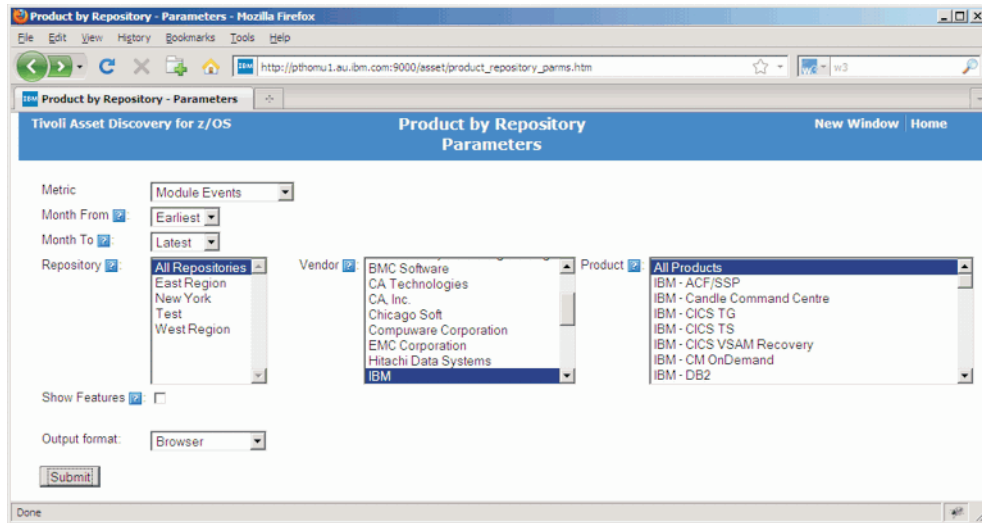 Product by Repository - Parameters - Mozilla Firefox
File Edit View History Bookmarks Tools Help
IBM http://pthomu1.au.ibm.com:9000/asset/product_repository_parms.htm w3
IBM Product by Repository - Parameters
Tivoli Asset Discovery for z/OS
Product by Repository
Parameters
New Window Home
Metric Module Events
Month From ?: Earliest
Month To ?: Latest
Repository ?:
All Repositories
East Region
New York
Test
West Region
Vendor ?:
BMC Software
CA Technologies
CA, Inc.
Chicago Soft
Compuware Corporation
EMC Corporation
Hitachi Data Systems
IBM
Product ?:
All Products
IBM - ACF/SSP
IBM - Candle Command Centre
IBM - CICS TG
IBM - CICS TS
IBM - CICS VSAM Recovery
IBM - CM OnDemand
IBM - DB2
Show Features ?:
Output format: Browser
Submit
Done